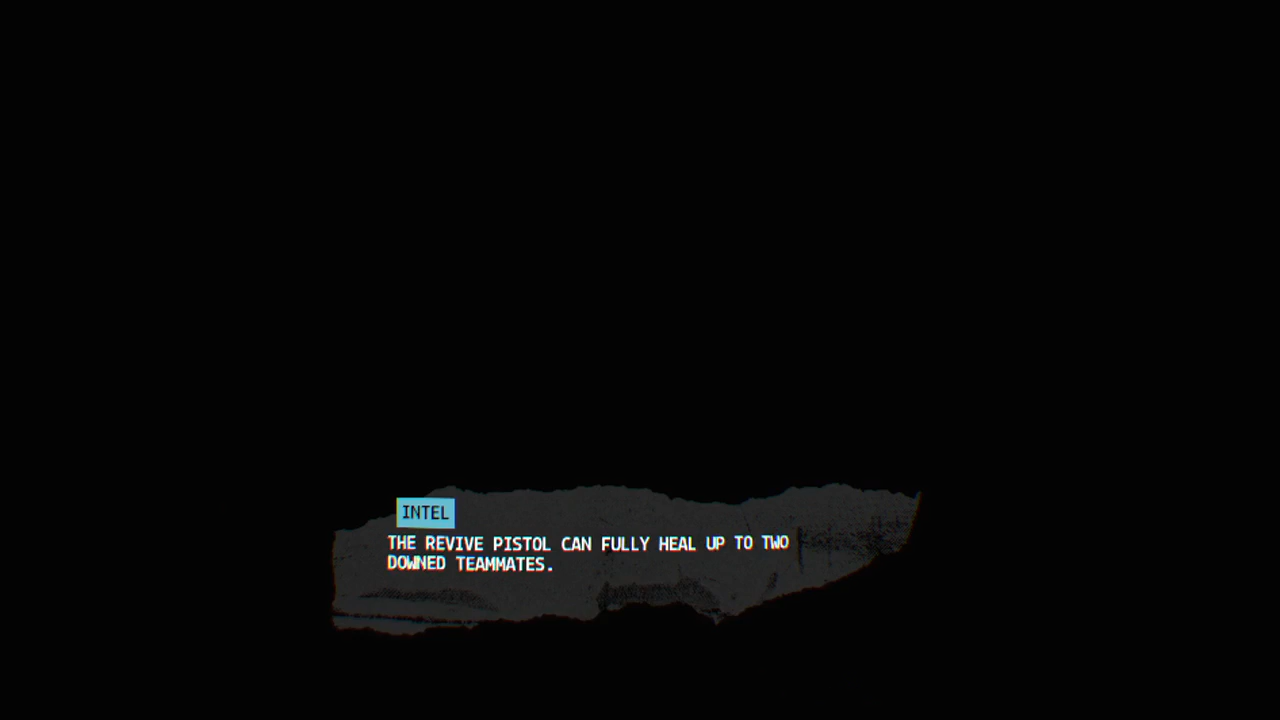 INTEL
THE REVIVE PISTOL CAN FULLY HEAL UP TO TWO
DOWNED TEAMMATES.